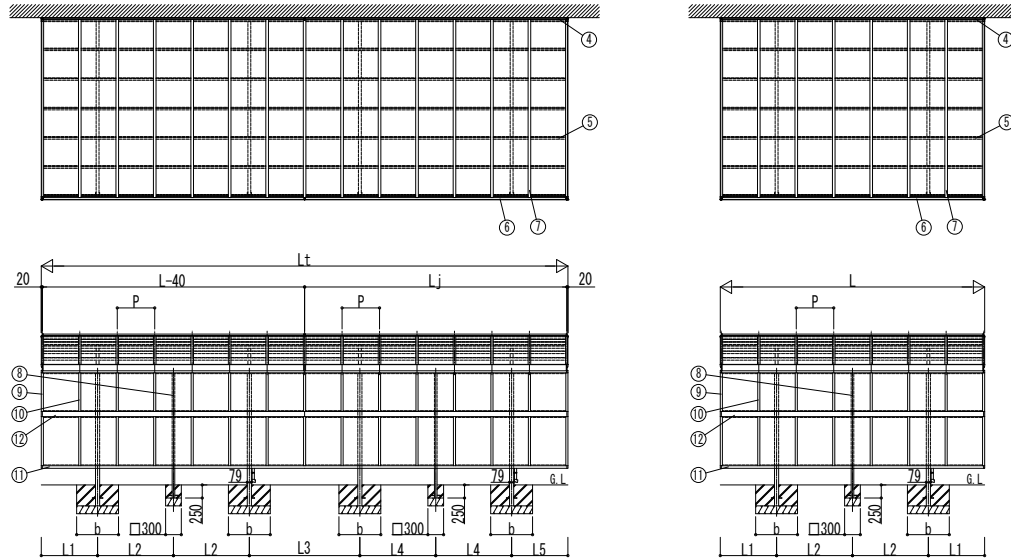 ④ ④
⑤ ⑤
⑥ ⑦ ⑥ ⑦
Lt
20 L-40 Lj 20 L
P P P
⑧ ⑧
⑨ ⑨
⑩ ⑩
⑫ ⑫
⑪ 79 79 G.L ⑪ 79 G.L
250 250 250
b □300 b b □300 b b □300 b
L1 L2 L2 L3 L4 L4 L5 L1 L2 L2 L1